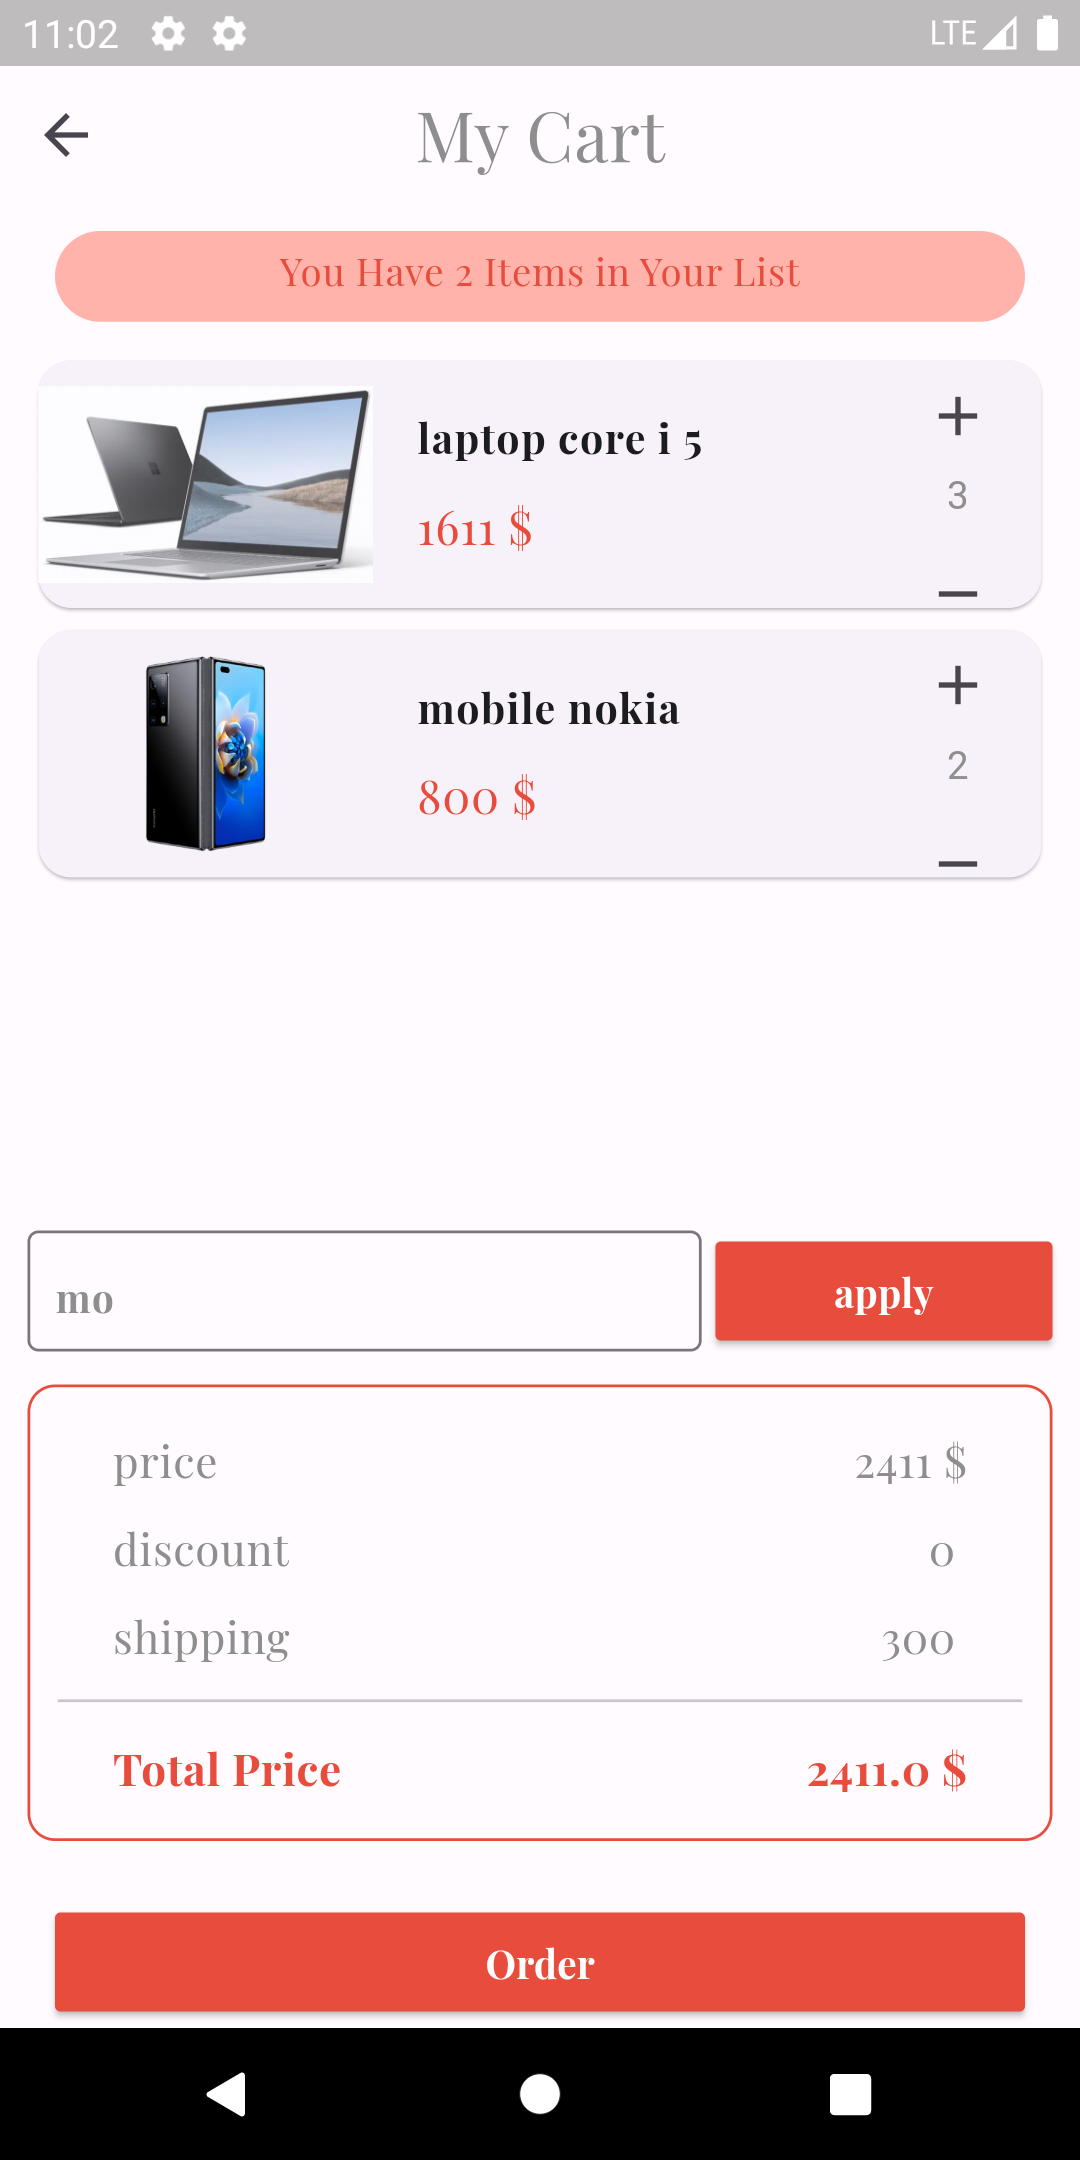 11:02 LTE
My Cart
You Have 2 Items in Your List
laptop core i 5
3
1611 $
mobile nokia
2
800 $
mo
apply
price 2411 $
discount 0
shipping 300
Total Price 2411.0 $
Order